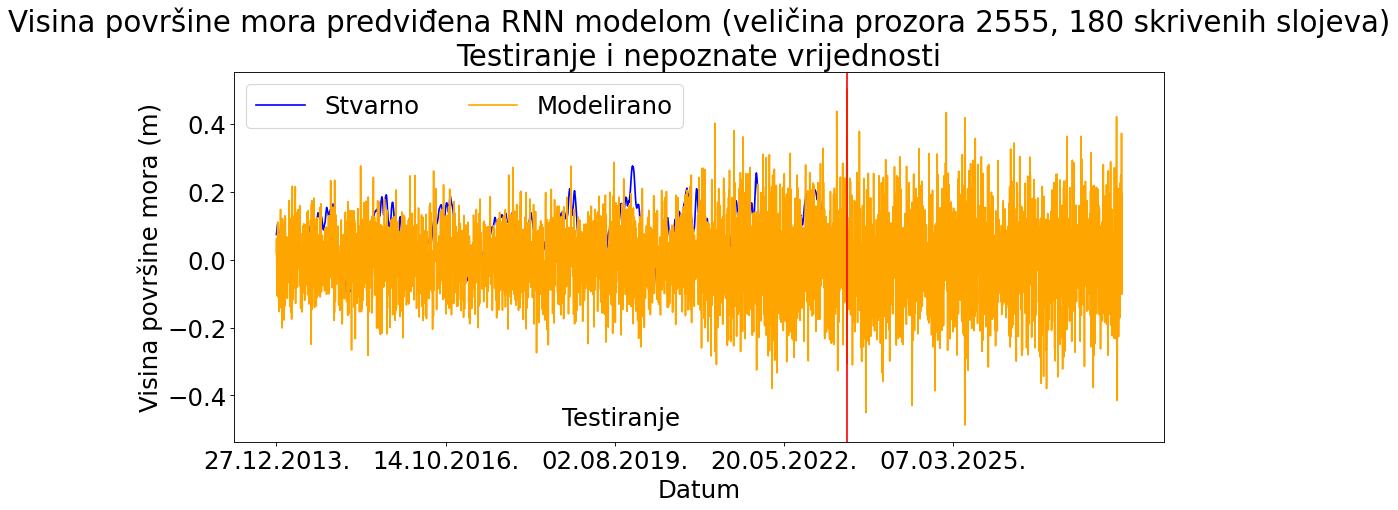 Visina površine mora predviđena RNN modelom (veličina prozora 2555, 180 skrivenih slojeva)
Testiranje i nepoznate vrijednosti
Stvarno
Modelirano
Visina površine mora (m)
0.4
0.2
0.0
−0.2
−0.4
Testiranje
27.12.2013.
14.10.2016.
02.08.2019.
20.05.2022.
07.03.2025.
Datum